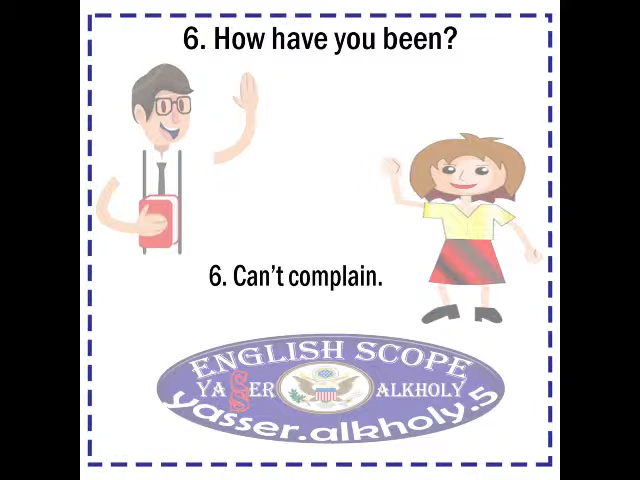 6. How have you been?
6. Can't complain.
ENGLISH SCOPE
YASSER ALKHOLY
yasser.alkholy.5